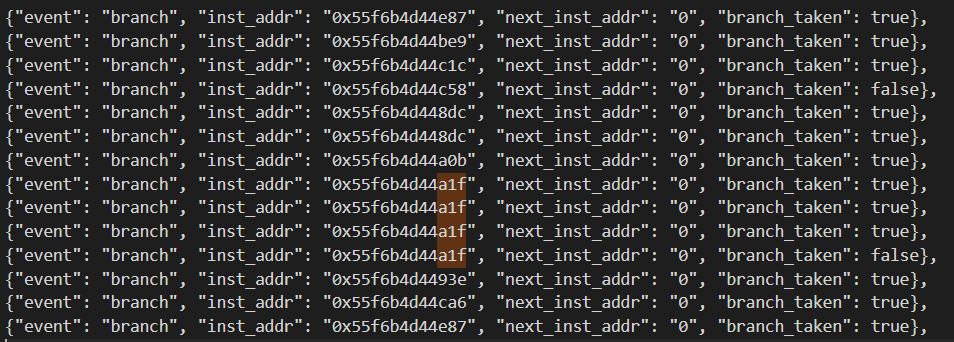 {"event": "branch", "inst_addr": "0x55f6b4d44e87", "next_inst_addr": "0", "branch_taken": true},
{"event": "branch", "inst_addr": "0x55f6b4d44be9", "next_inst_addr": "0", "branch_taken": true},
{"event": "branch", "inst_addr": "0x55f6b4d44c1c", "next_inst_addr": "0", "branch_taken": true},
{"event": "branch", "inst_addr": "0x55f6b4d44c58", "next_inst_addr": "0", "branch_taken": false},
{"event": "branch", "inst_addr": "0x55f6b4d448dc", "next_inst_addr": "0", "branch_taken": true},
{"event": "branch", "inst_addr": "0x55f6b4d448dc", "next_inst_addr": "0", "branch_taken": true},
{"event": "branch", "inst_addr": "0x55f6b4d44a0b", "next_inst_addr": "0", "branch_taken": true},
{"event": "branch", "inst_addr": "0x55f6b4d44a1f", "next_inst_addr": "0", "branch_taken": true},
{"event": "branch", "inst_addr": "0x55f6b4d44a1f", "next_inst_addr": "0", "branch_taken": true},
{"event": "branch", "inst_addr": "0x55f6b4d44a1f", "next_inst_addr": "0", "branch_taken": true},
{"event": "branch", "inst_addr": "0x55f6b4d44a1f", "next_inst_addr": "0", "branch_taken": false},
{"event": "branch", "inst_addr": "0x55f6b4d4493e", "next_inst_addr": "0", "branch_taken": true},
{"event": "branch", "inst_addr": "0x55f6b4d44ca6", "next_inst_addr": "0", "branch_taken": true},
{"event": "branch", "inst_addr": "0x55f6b4d44e87", "next_inst_addr": "0", "branch_taken": true},